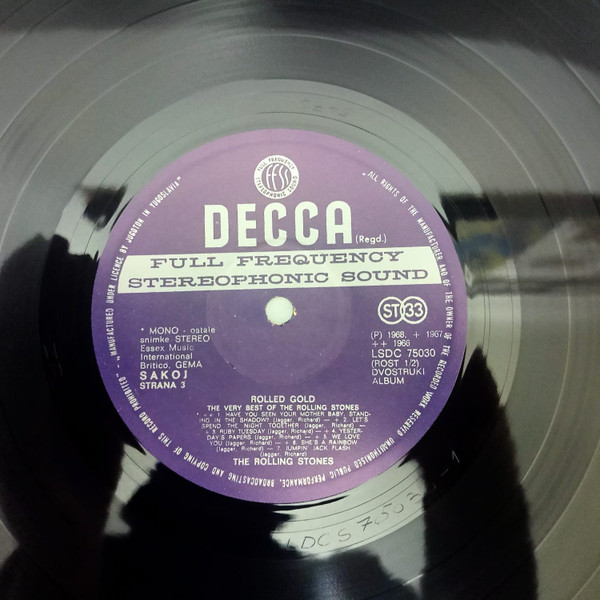 FULL FREQUENCY
STEREOPHONIC SOUND
FFSS
DECCA (Regd.)
FULL FREQUENCY
STEREOPHONIC SOUND
* MONO - ostale
snimke STEREO
Essex Music
International
Britico, GEMA
SAKOJ
STRANA 3
ST 33
(P) 1968, + 1967
++ 1966
LSDC 75030
(ROST 1/2)
DVOSTRUKI
ALBUM
ROLLED GOLD
THE VERY BEST OF THE ROLLING STONES
1. HAVE YOU SEEN YOUR MOTHER BABY, STAND-
ING IN THE SHADOW? (Jagger, Richard) — + 2. LET'S
SPEND THE NIGHT TOGETHER (Jagger, Richard) —
+ 3. RUBY TUESDAY (Jagger, Richard) — + 4. YESTER-
DAY'S PAPERS (Jagger, Richard) — + 5. WE LOVE
YOU (Jagger, Richard) — + 6. SHE'S A RAINBOW
(Jagger, Richard) — 7. JUMPIN' JACK FLASH
(Jagger, Richard)
THE ROLLING STONES
"MANUFACTURED UNDER LICENCE BY JUGOTON IN YUGOSLAVIA"
"ALL RIGHTS OF THE MANUFACTURER AND OF THE OWNER OF THE RECORDED WORK RESERVED UNAUTHORISED PUBLIC PERFORMANCE, BROADCASTING AND COPYING OF THIS RECORD PROHIBITED"